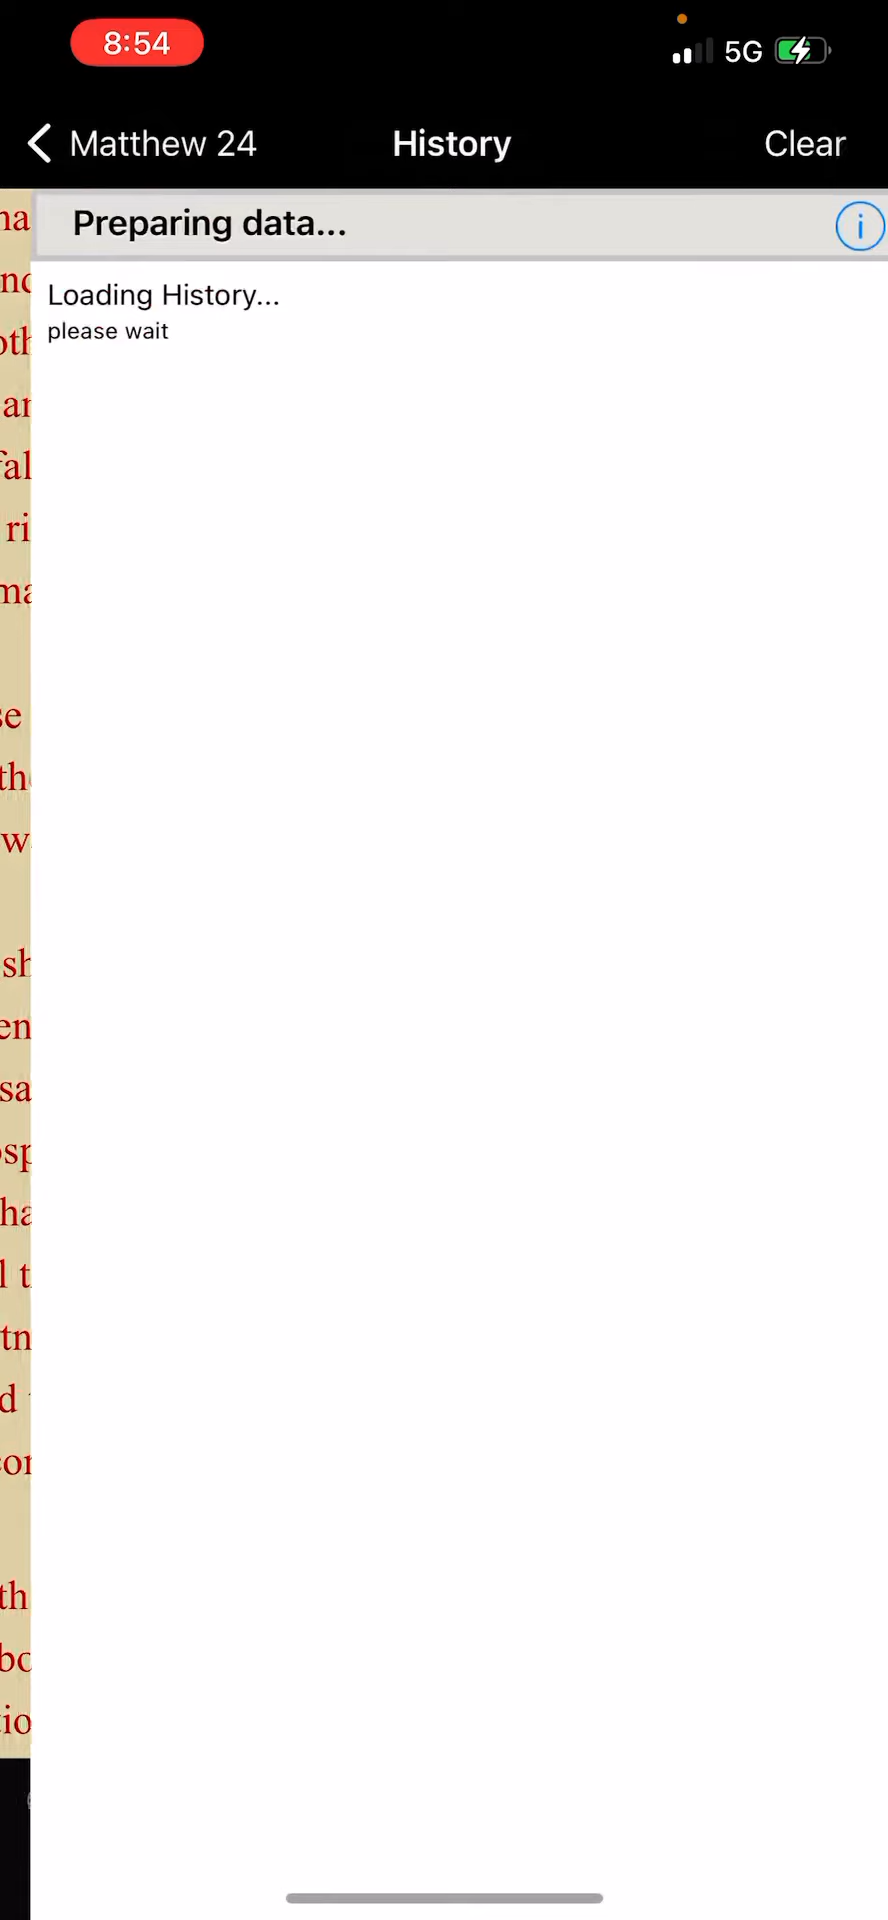 8:54
5G
Matthew 24
History
Clear
Preparing data...
Loading History...
please wait